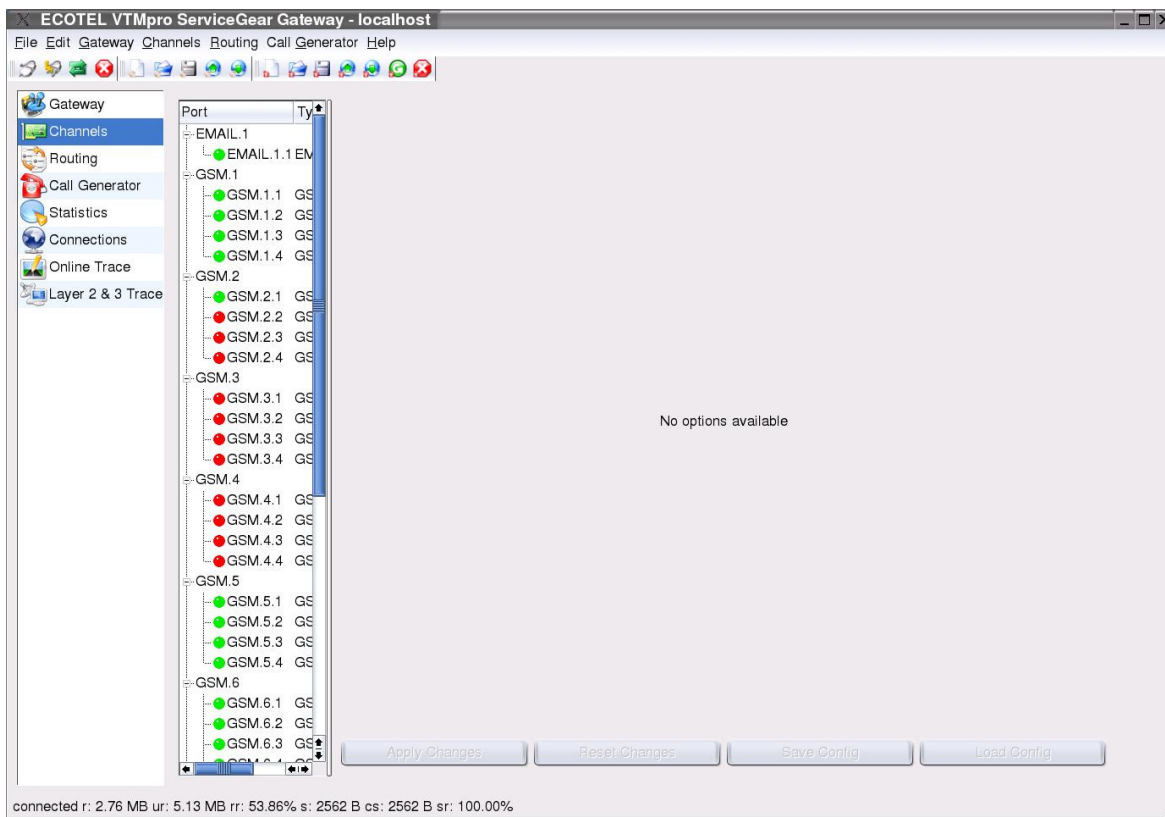 ECOTEL VTMpro ServiceGear Gateway - localhost
File Edit Gateway Channels Routing Call Generator Help
Gateway
Channels
Routing
Call Generator
Statistics
Connections
Online Trace
Layer 2 & 3 Trace
Port Ty
EMAIL.1
EMAIL.1.1 EM
GSM.1
GSM.1.1 GS
GSM.1.2 GS
GSM.1.3 GS
GSM.1.4 GS
GSM.2
GSM.2.1 GS
GSM.2.2 GS
GSM.2.3 GS
GSM.2.4 GS
GSM.3
GSM.3.1 GS
GSM.3.2 GS
GSM.3.3 GS
GSM.3.4 GS
GSM.4
GSM.4.1 GS
GSM.4.2 GS
GSM.4.3 GS
GSM.4.4 GS
GSM.5
GSM.5.1 GS
GSM.5.2 GS
GSM.5.3 GS
GSM.5.4 GS
GSM.6
GSM.6.1 GS
GSM.6.2 GS
GSM.6.3 GS
No options available
Apply Changes Reset Changes Save Config Load Config
connected r: 2.76 MB ur: 5.13 MB rr: 53.86% s: 2562 B cs: 2562 B sr: 100.00%